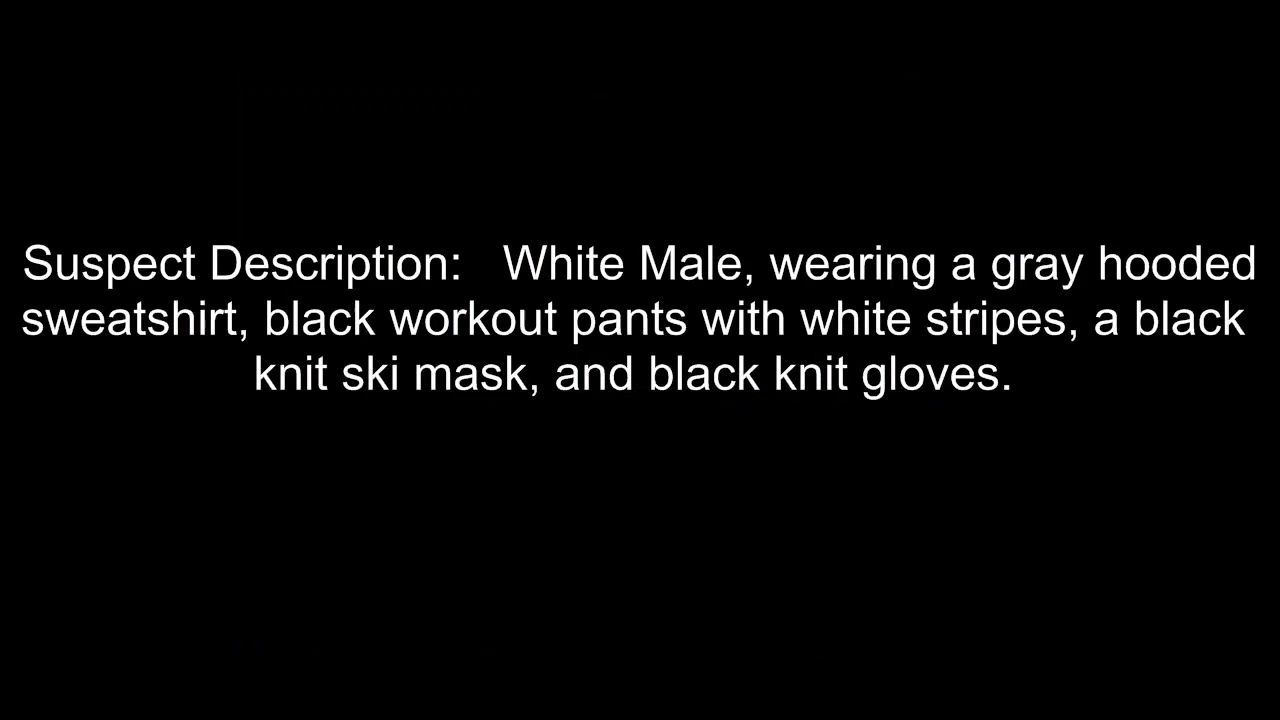 Suspect Description:   White Male, wearing a gray hooded
sweatshirt, black workout pants with white stripes, a black
knit ski mask, and black knit gloves.